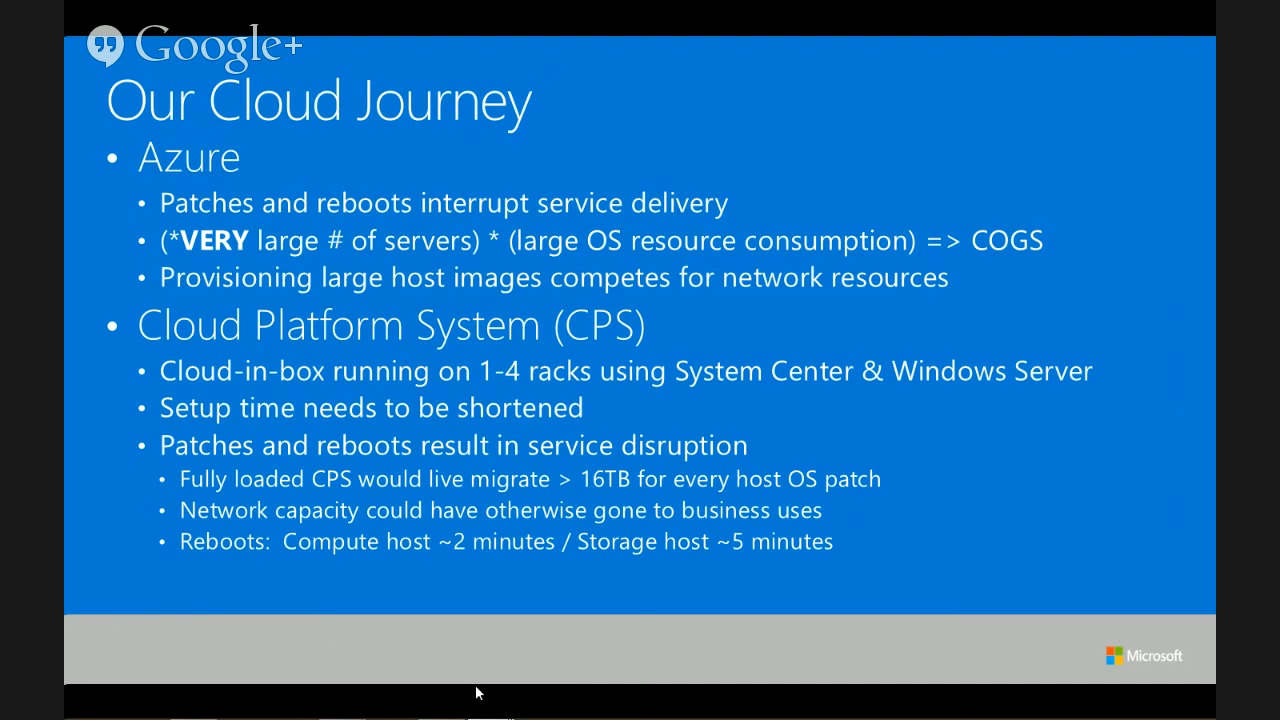 Google+
Our Cloud Journey
• Azure
• Patches and reboots interrupt service delivery
• (*VERY large # of servers) * (large OS resource consumption) => COGS
• Provisioning large host images competes for network resources
• Cloud Platform System (CPS)
• Cloud-in-box running on 1-4 racks using System Center & Windows Server
• Setup time needs to be shortened
• Patches and reboots result in service disruption
• Fully loaded CPS would live migrate > 16TB for every host OS patch
• Network capacity could have otherwise gone to business uses
• Reboots: Compute host ~2 minutes / Storage host ~5 minutes
Microsoft